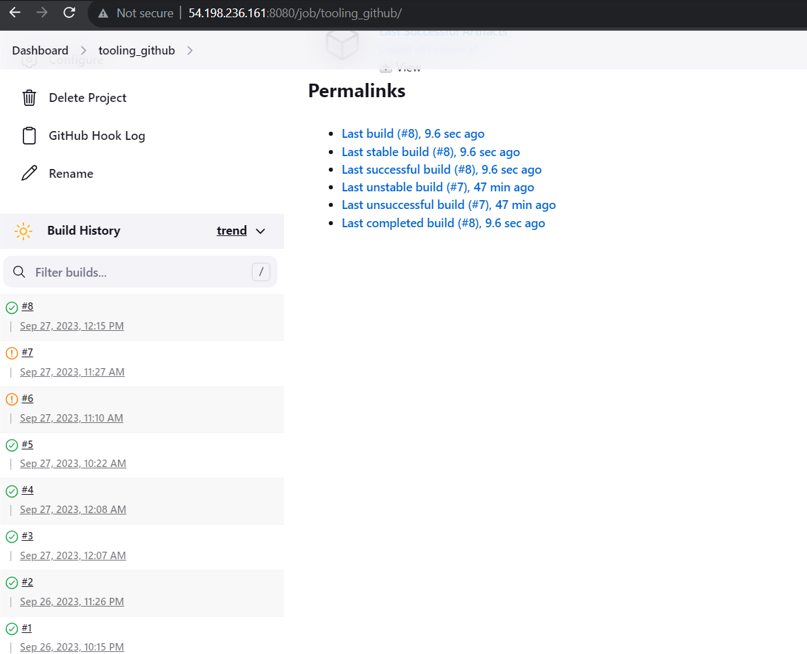 Not secure | 54.198.236.161:8080/job/tooling_github/
Dashboard > tooling_github >
Configure
Last Successful Artifacts
View
Delete Project
GitHub Hook Log
Rename
Permalinks
Last build (#8), 9.6 sec ago
Last stable build (#8), 9.6 sec ago
Last successful build (#8), 9.6 sec ago
Last unstable build (#7), 47 min ago
Last unsuccessful build (#7), 47 min ago
Last completed build (#8), 9.6 sec ago
Build History trend
Filter builds... /
#8
Sep 27, 2023, 12:15 PM
#7
Sep 27, 2023, 11:27 AM
#6
Sep 27, 2023, 11:10 AM
#5
Sep 27, 2023, 10:22 AM
#4
Sep 27, 2023, 12:08 AM
#3
Sep 27, 2023, 12:07 AM
#2
Sep 26, 2023, 11:26 PM
#1
Sep 26, 2023, 10:15 PM